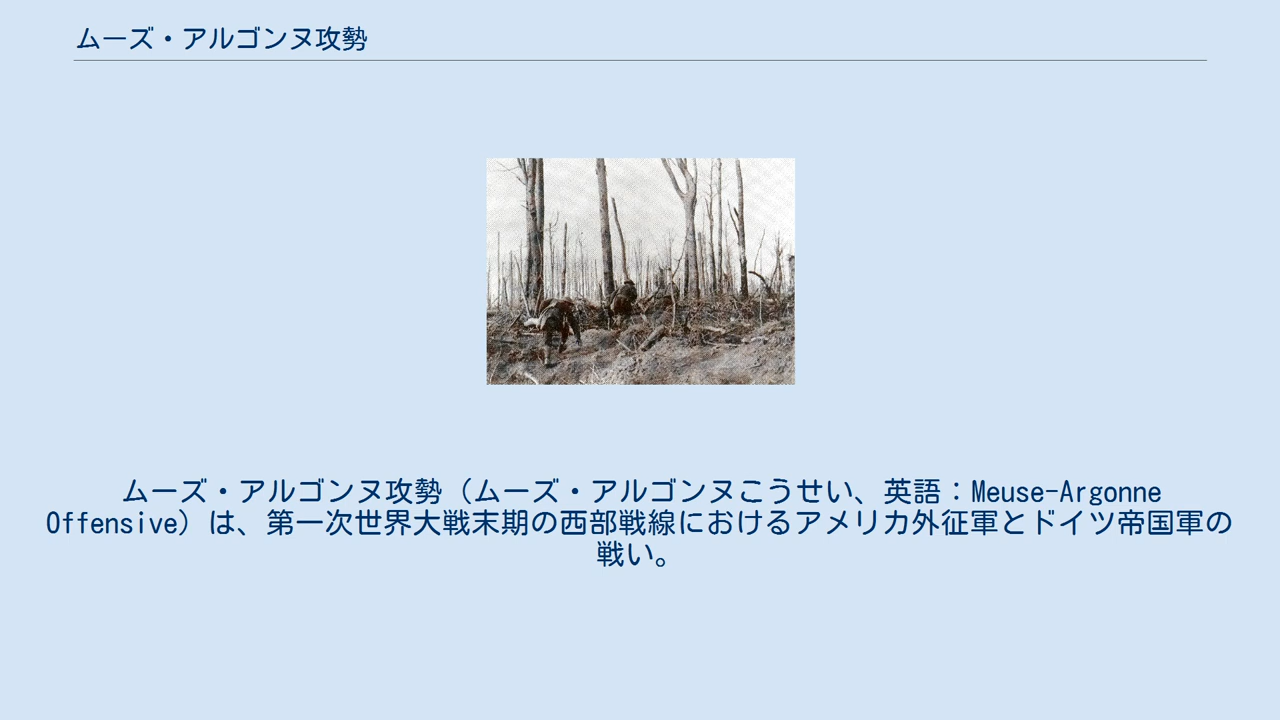 ムーズ・アルゴンヌ攻勢
ムーズ・アルゴンヌ攻勢（ムーズ・アルゴンヌこうせい、英語：Meuse-Argonne
Offensive）は、第一次世界大戦末期の西部戦線におけるアメリカ外征軍とドイツ帝国軍の
戦い。